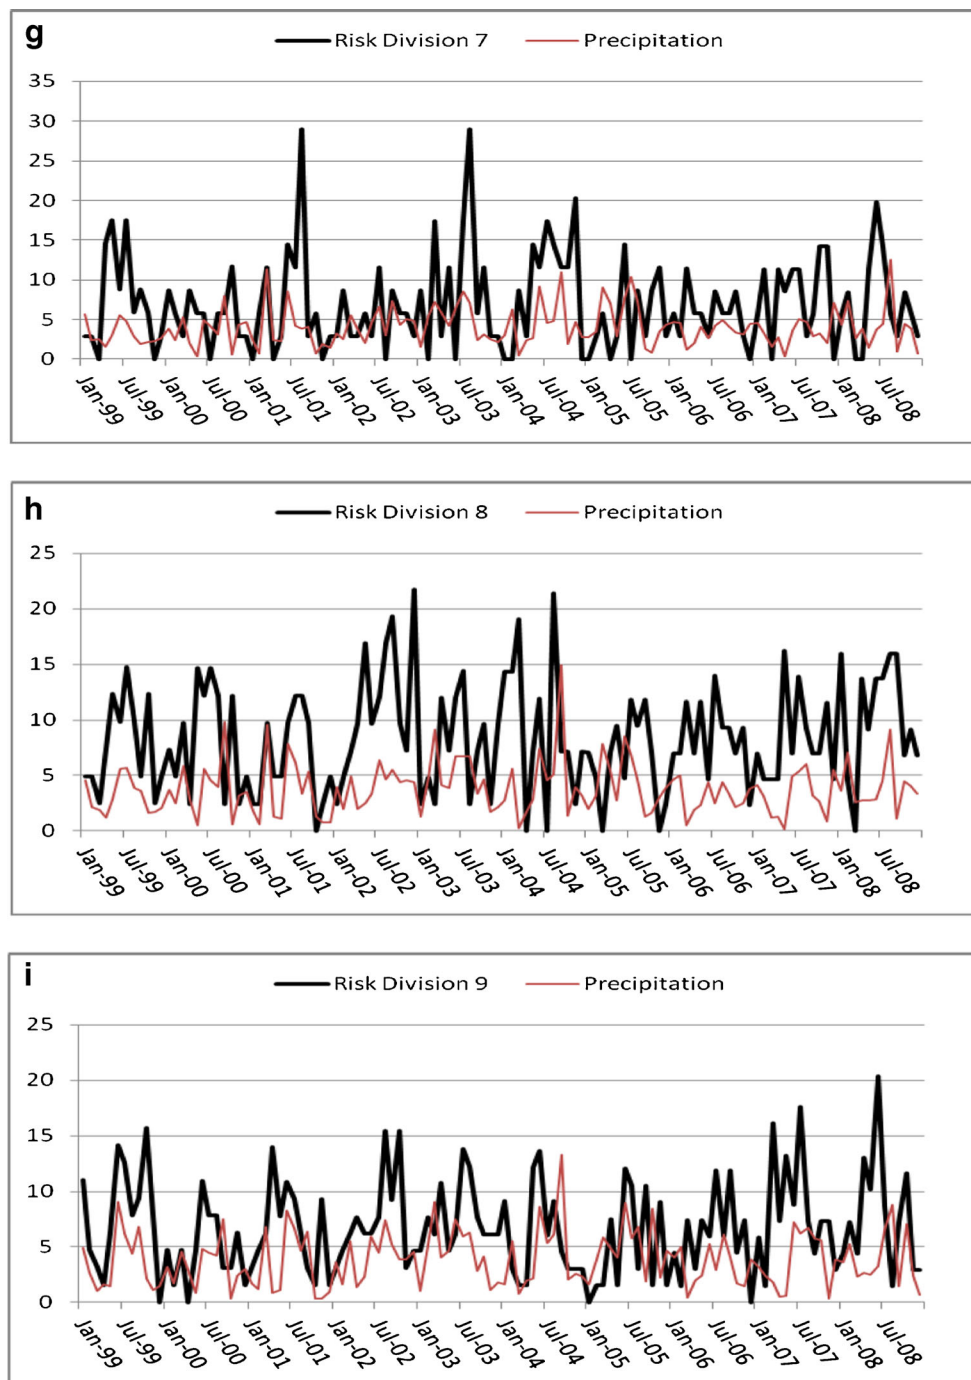 g
Risk Division 7 Precipitation
35
30
25
20
15
10
5
0
Jan-99 Jul-99 Jan-00 Jul-00 Jan-01 Jul-01 Jan-02 Jul-02 Jan-03 Jul-03 Jan-04 Jul-04 Jan-05 Jul-05 Jan-06 Jul-06 Jan-07 Jul-07 Jan-08 Jul-08
h
Risk Division 8 Precipitation
25
20
15
10
5
0
Jan-99 Jul-99 Jan-00 Jul-00 Jan-01 Jul-01 Jan-02 Jul-02 Jan-03 Jul-03 Jan-04 Jul-04 Jan-05 Jul-05 Jan-06 Jul-06 Jan-07 Jul-07 Jan-08 Jul-08
i
Risk Division 9 Precipitation
25
20
15
10
5
0
Jan-99 Jul-99 Jan-00 Jul-00 Jan-01 Jul-01 Jan-02 Jul-02 Jan-03 Jul-03 Jan-04 Jul-04 Jan-05 Jul-05 Jan-06 Jul-06 Jan-07 Jul-07 Jan-08 Jul-08